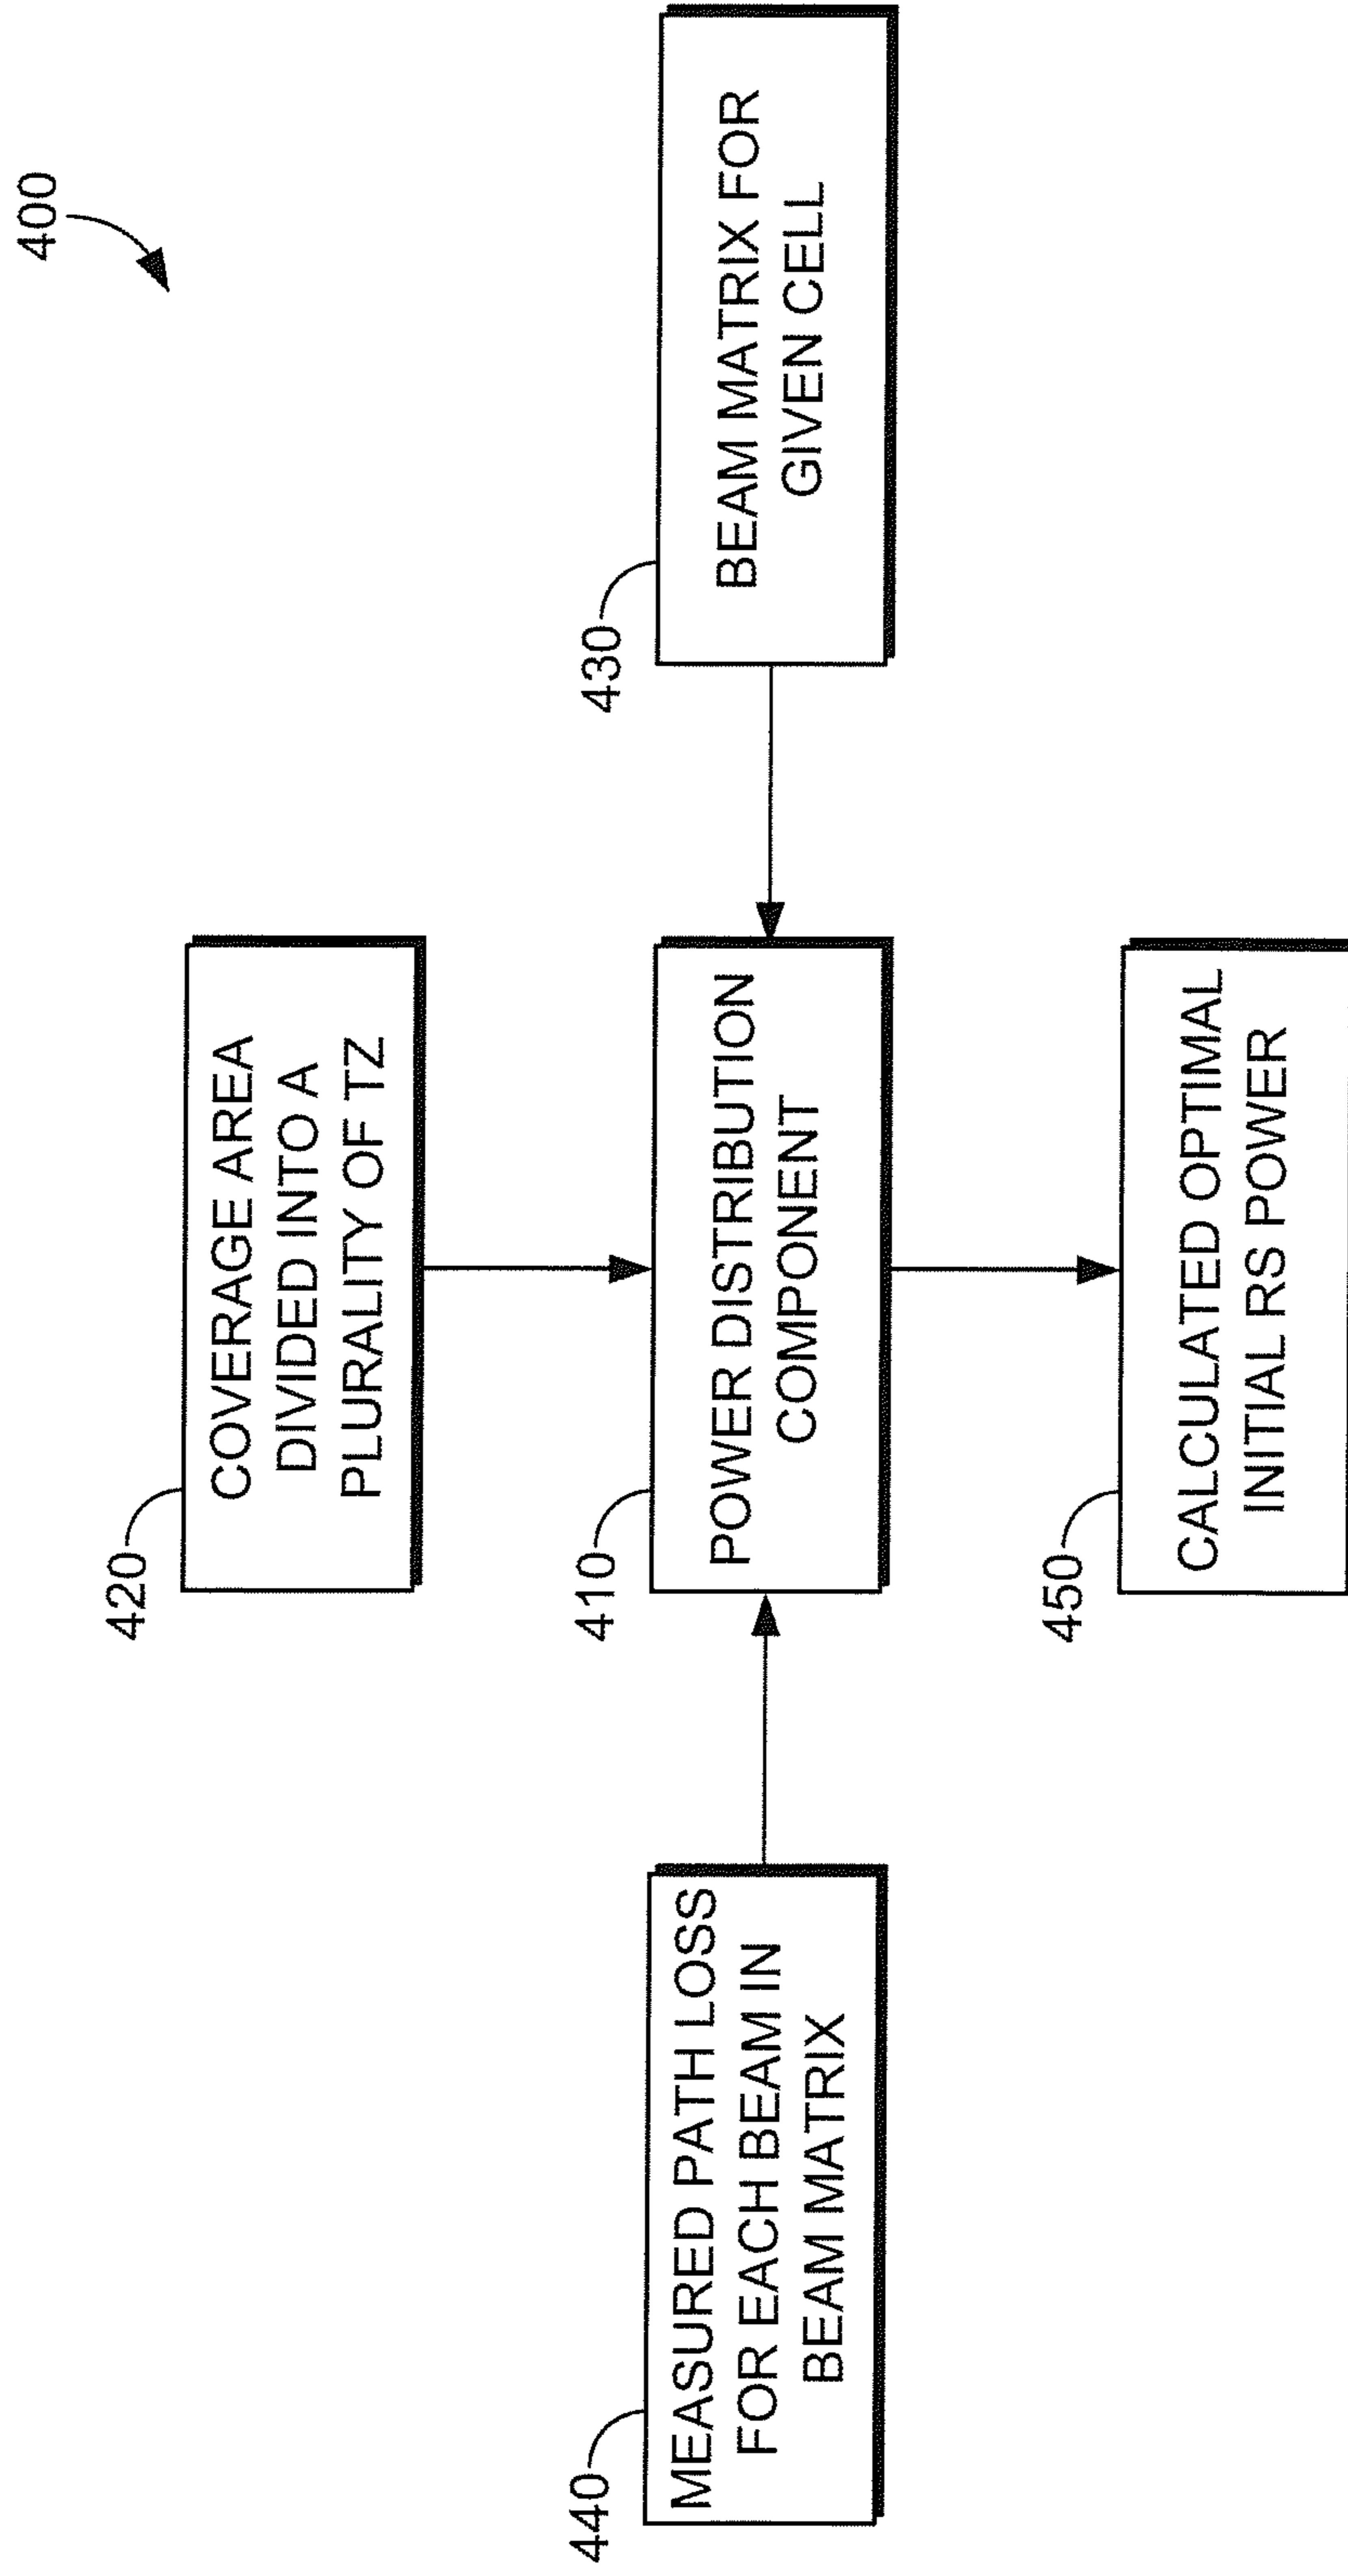 400
420
COVERAGE AREA
DIVIDED INTO A
PLURALITY OF TZ
440
MEASURED PATH LOSS
FOR EACH BEAM IN
BEAM MATRIX
410
POWER DISTRIBUTION
COMPONENT
430
BEAM MATRIX FOR
GIVEN CELL
450
CALCULATED OPTIMAL
INITIAL RS POWER